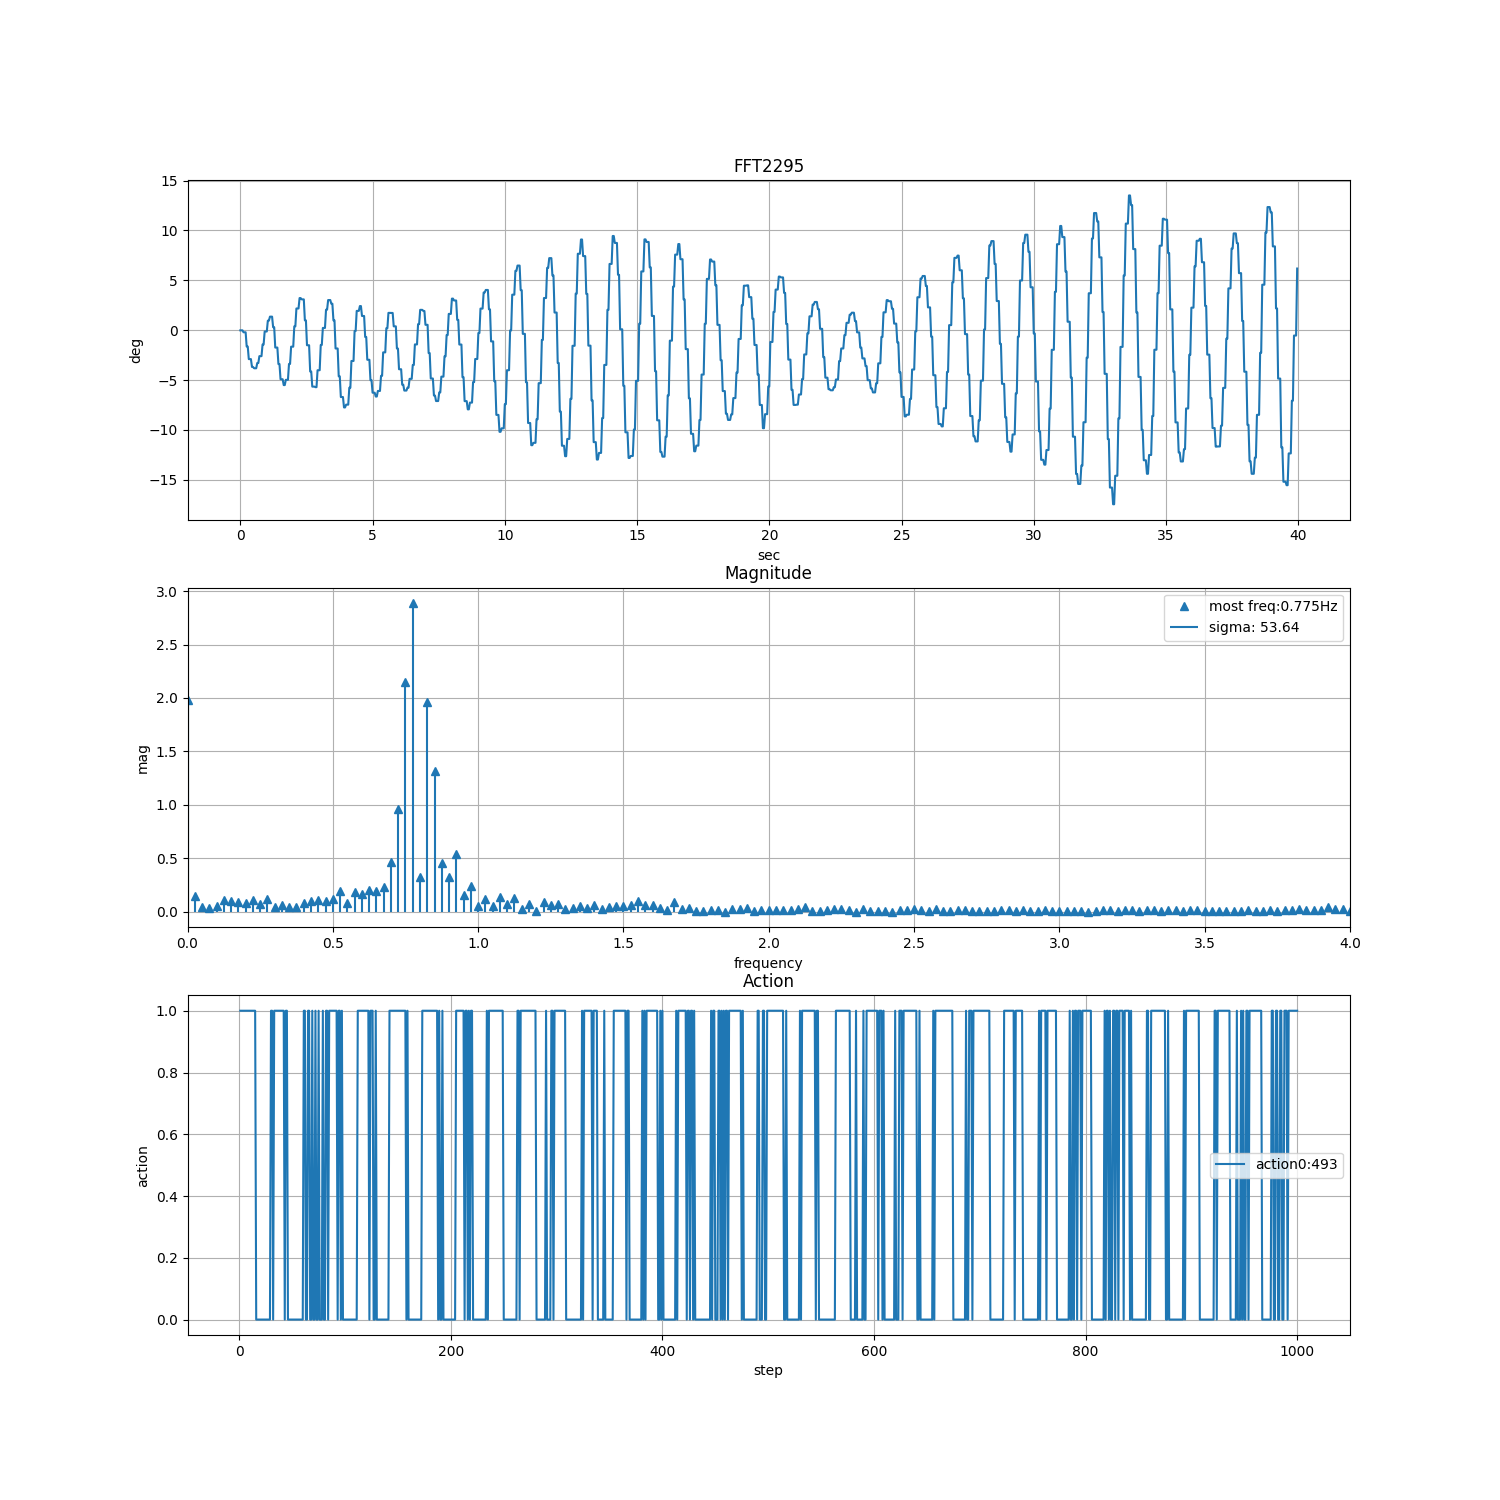 FFT2295
15
10
5
0
−5
−10
−15
deg
0 5 10 15 20 25 30 35 40
sec
Magnitude
3.0
2.5
2.0
1.5
1.0
0.5
0.0
mag
most freq:0.775Hz
sigma: 53.64
0.0 0.5 1.0 1.5 2.0 2.5 3.0 3.5 4.0
frequency
Action
1.0
0.8
0.6
0.4
0.2
0.0
action
action0:493
0 200 400 600 800 1000
step